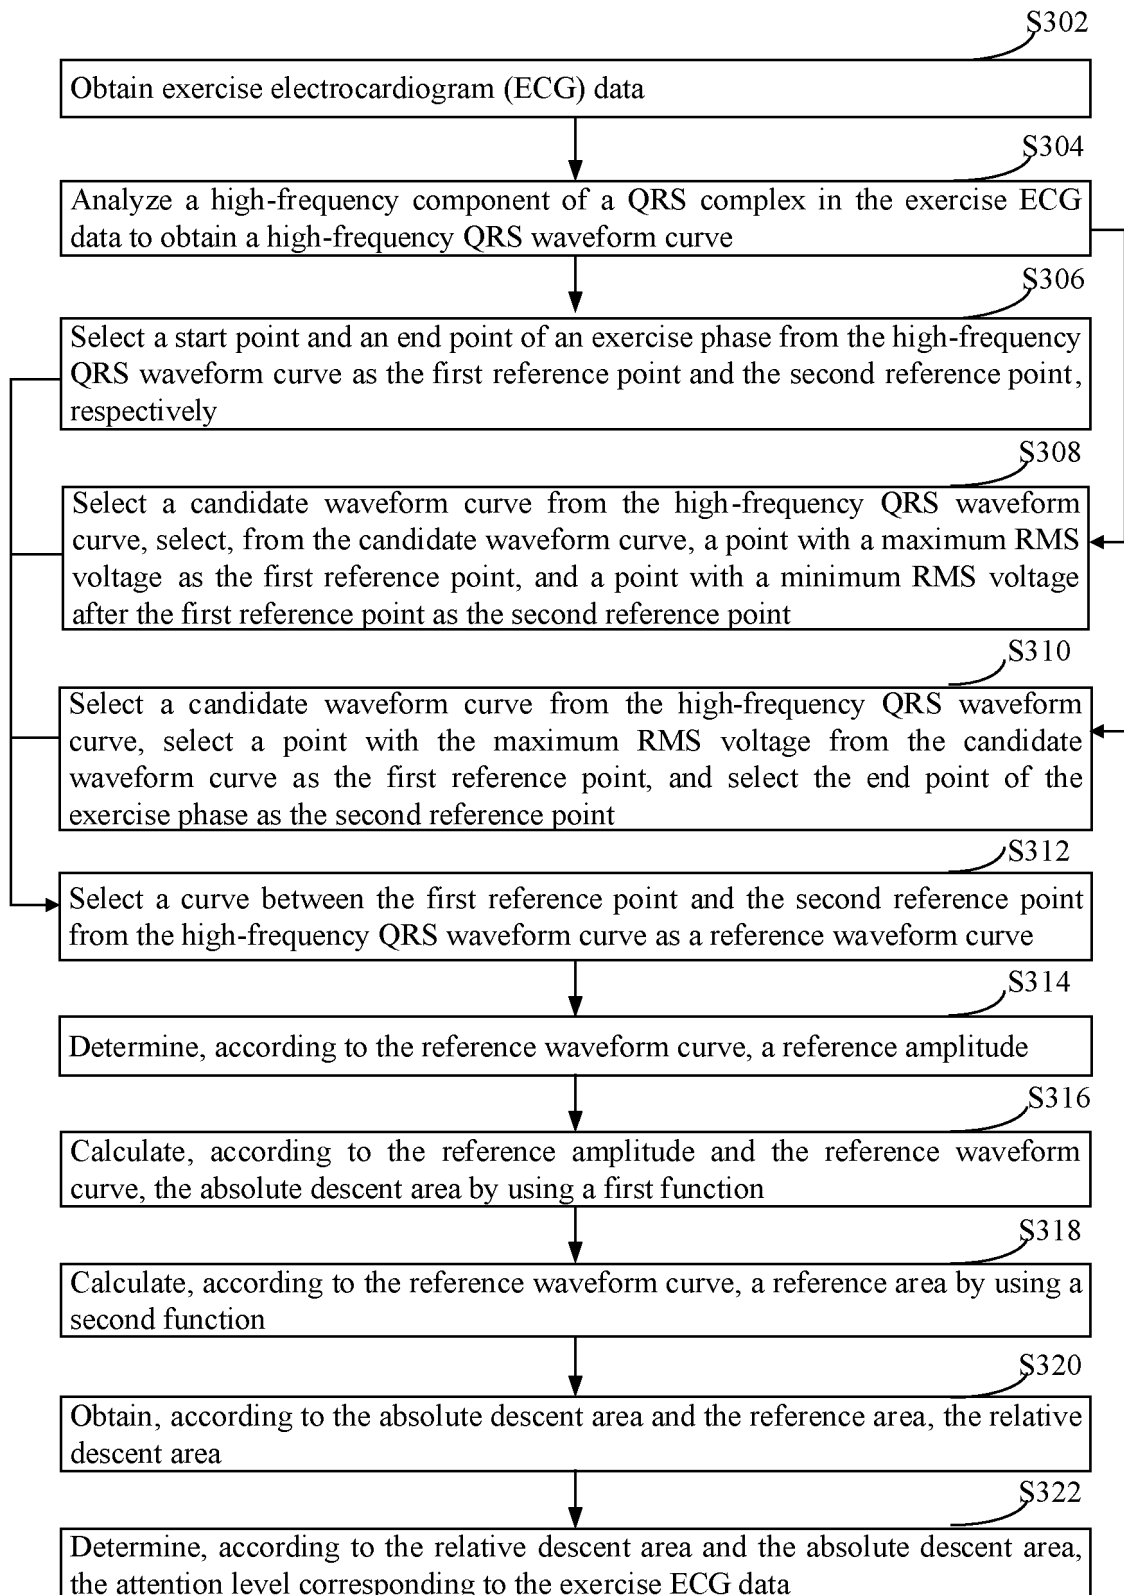 S302
Obtain exercise electrocardiogram (ECG) data
S304
Analyze a high-frequency component of a QRS complex in the exercise ECG
data to obtain a high-frequency QRS waveform curve
S306
Select a start point and an end point of an exercise phase from the high-frequency
QRS waveform curve as the first reference point and the second reference point,
respectively
S308
Select a candidate waveform curve from the high-frequency QRS waveform
curve, select, from the candidate waveform curve, a point with a maximum RMS
voltage as the first reference point, and a point with a minimum RMS voltage
after the first reference point as the second reference point
S310
Select a candidate waveform curve from the high-frequency QRS waveform
curve, select a point with the maximum RMS voltage from the candidate
waveform curve as the first reference point, and select the end point of the
exercise phase as the second reference point
S312
Select a curve between the first reference point and the second reference point
from the high-frequency QRS waveform curve as a reference waveform curve
S314
Determine, according to the reference waveform curve, a reference amplitude
S316
Calculate, according to the reference amplitude and the reference waveform
curve, the absolute descent area by using a first function
S318
Calculate, according to the reference waveform curve, a reference area by using a
second function
S320
Obtain, according to the absolute descent area and the reference area, the relative
descent area
S322
Determine, according to the relative descent area and the absolute descent area,
the attention level corresponding to the exercise ECG data